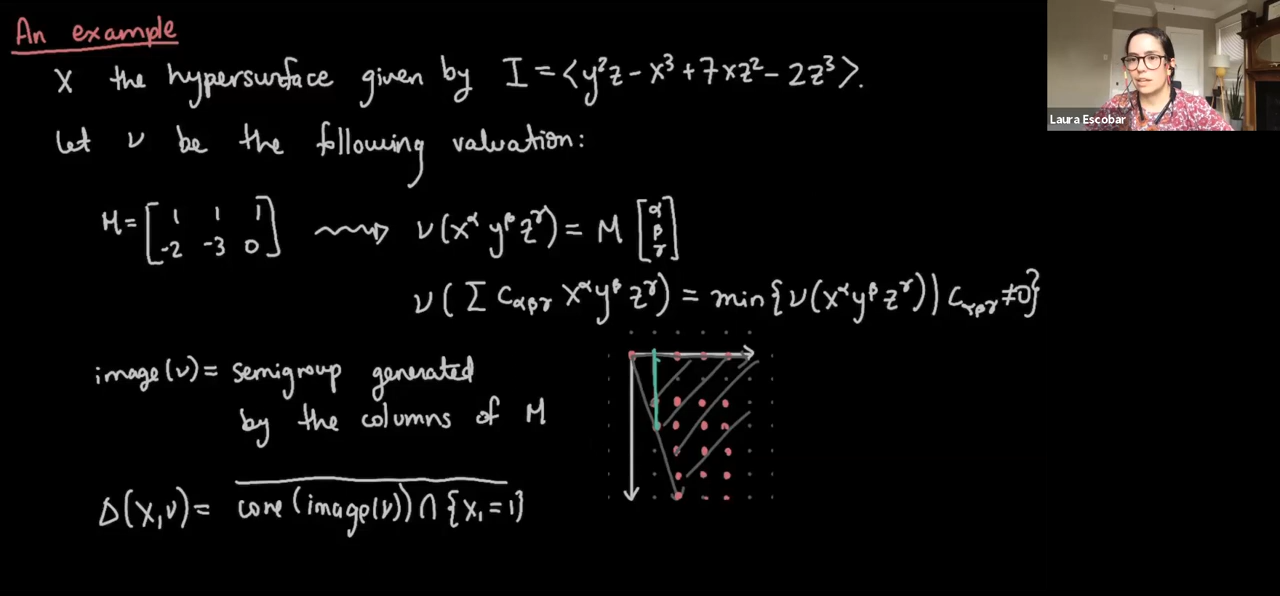 An example
X the hypersurface given by I = ⟨y²z − x³ + 7xz² − 2z³⟩.
Let ν be the following valuation:
M = [1 1 1; -2 -3 0] ⇝ ν(x^α y^β z^γ) = M [α; β; γ]
ν(Σ c_αβγ x^α y^β z^γ) = min{ν(x^α y^β z^γ) | c_αβγ ≠ 0}
image(ν) = semigroup generated
by the columns of M
Δ(X,ν) = cone(image(ν)) ∩ {x₁ = 1}
Laura Escobar